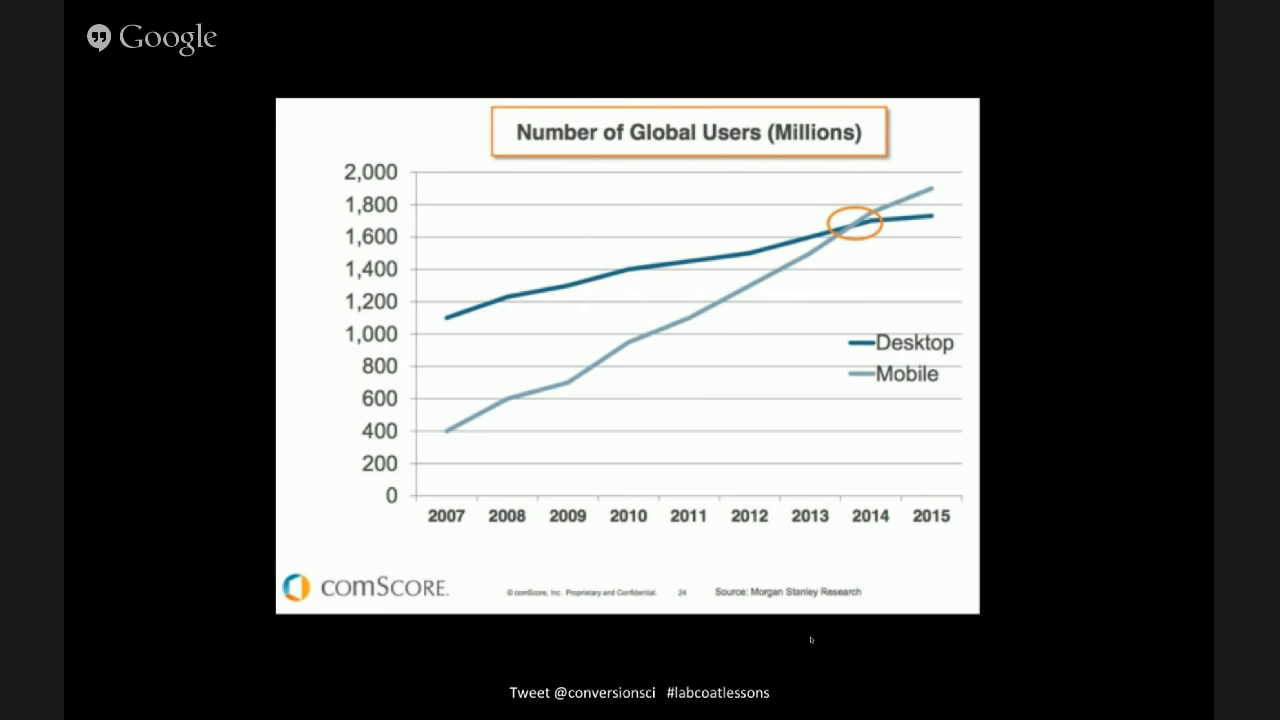 Google
Number of Global Users (Millions)
2,000
1,800
1,600
1,400
1,200
1,000
800
600
400
200
0
Desktop
Mobile
2007 2008 2009 2010 2011 2012 2013 2014 2015
comScore.
© comScore, Inc. Proprietary and Confidential. 24 Source: Morgan Stanley Research
Tweet @conversionsci #labcoatlessons